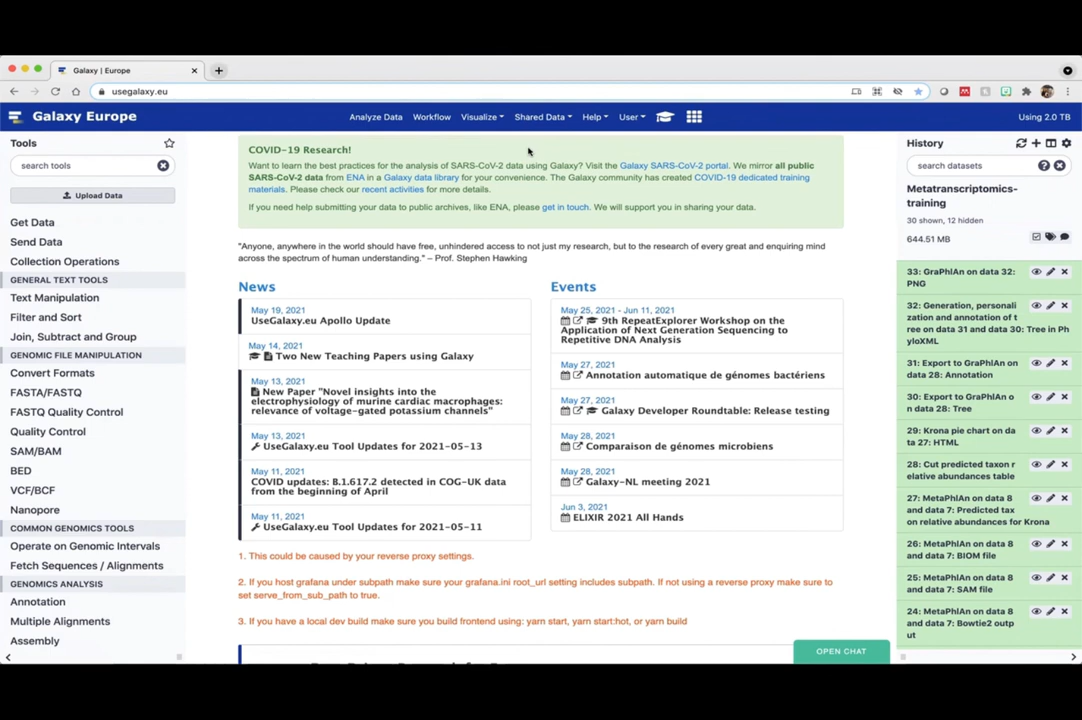 Galaxy | Europe
usegalaxy.eu
Galaxy Europe
Analyze Data
Workflow
Visualize
Shared Data
Help
User
Using 2.0 TB
Tools
search tools
Upload Data
Get Data
Send Data
Collection Operations
GENERAL TEXT TOOLS
Text Manipulation
Filter and Sort
Join, Subtract and Group
GENOMIC FILE MANIPULATION
Convert Formats
FASTA/FASTQ
FASTQ Quality Control
Quality Control
SAM/BAM
BED
VCF/BCF
Nanopore
COMMON GENOMICS TOOLS
Operate on Genomic Intervals
Fetch Sequences / Alignments
GENOMICS ANALYSIS
Annotation
Multiple Alignments
Assembly
COVID-19 Research!
Want to learn the best practices for the analysis of SARS-CoV-2 data using Galaxy? Visit the Galaxy SARS-CoV-2 portal. We mirror all public
SARS-CoV-2 data from ENA in a Galaxy data library for your convenience. The Galaxy community has created COVID-19 dedicated training
materials. Please check our recent activities for more details.
If you need help submitting your data to public archives, like ENA, please get in touch. We will support you in sharing your data.
"Anyone, anywhere in the world should have free, unhindered access to not just my research, but to the research of every great and enquiring mind
across the spectrum of human understanding." – Prof. Stephen Hawking
News
May 19, 2021
UseGalaxy.eu Apollo Update
May 14, 2021
Two New Teaching Papers using Galaxy
May 13, 2021
New Paper "Novel insights into the
electrophysiology of murine cardiac macrophages:
relevance of voltage-gated potassium channels"
May 13, 2021
UseGalaxy.eu Tool Updates for 2021-05-13
May 11, 2021
COVID updates: B.1.617.2 detected in COG-UK data
from the beginning of April
May 11, 2021
UseGalaxy.eu Tool Updates for 2021-05-11
Events
May 25, 2021 - Jun 11, 2021
9th RepeatExplorer Workshop on the
Application of Next Generation Sequencing to
Repetitive DNA Analysis
May 27, 2021
Annotation automatique de génomes bactériens
May 27, 2021
Galaxy Developer Roundtable: Release testing
May 28, 2021
Comparaison de génomes microbiens
May 28, 2021
Galaxy-NL meeting 2021
Jun 3, 2021
ELIXIR 2021 All Hands
1. This could be caused by your reverse proxy settings.
2. If you host grafana under subpath make sure your grafana.ini root_url setting includes subpath. If not using a reverse proxy make sure to
set serve_from_sub_path to true.
3. If you have a local dev build make sure you build frontend using: yarn start, yarn start:hot, or yarn build
OPEN CHAT
History
search datasets
Metatranscriptomics-
training
30 shown, 12 hidden
644.51 MB
33: GraPhlAn on data 32:
PNG
32: Generation, personali
zation and annotation of t
ree on data 31 and data 30: Tree in Ph
yloXML
31: Export to GraPhlAn on
data 28: Annotation
30: Export to GraPhlAn o
n data 28: Tree
29: Krona pie chart on da
ta 27: HTML
28: Cut predicted taxon r
elative abundances table
27: MetaPhlAn on data 8
and data 7: Predicted tax
on relative abundances for Krona
26: MetaPhlAn on data 8
and data 7: BIOM file
25: MetaPhlAn on data 8
and data 7: SAM file
24: MetaPhlAn on data 8
and data 7: Bowtie2 outp
ut